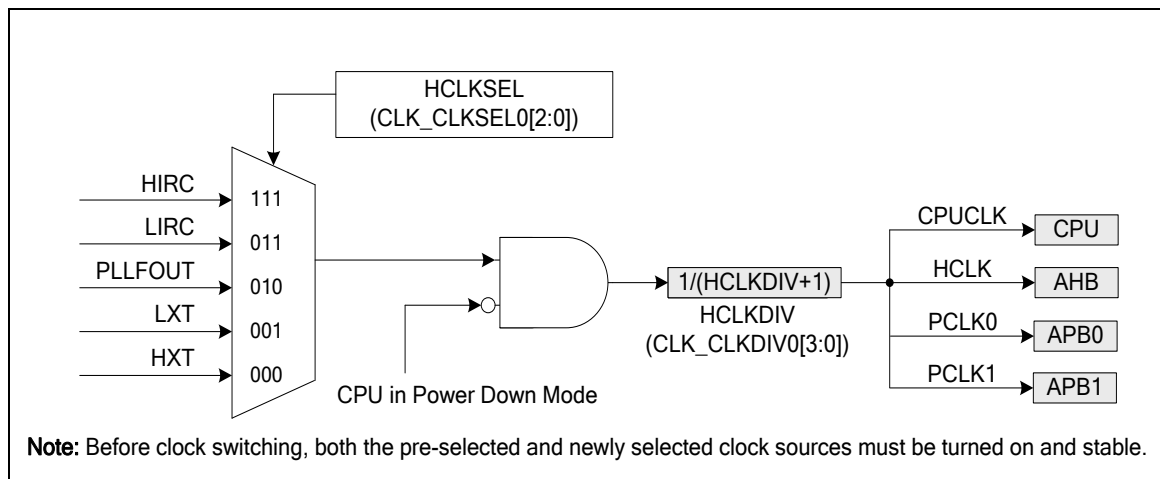 HCLKSEL
(CLK_CLKSEL0[2:0])
HIRC
111
LIRC
011
PLLFOUT
010
LXT
001
HXT
000
CPU in Power Down Mode
1/(HCLKDIV+1)
HCLKDIV
(CLK_CLKDIV0[3:0])
CPUCLK
CPU
HCLK
AHB
PCLK0
APB0
PCLK1
APB1
Note: Before clock switching, both the pre-selected and newly selected clock sources must be turned on and stable.